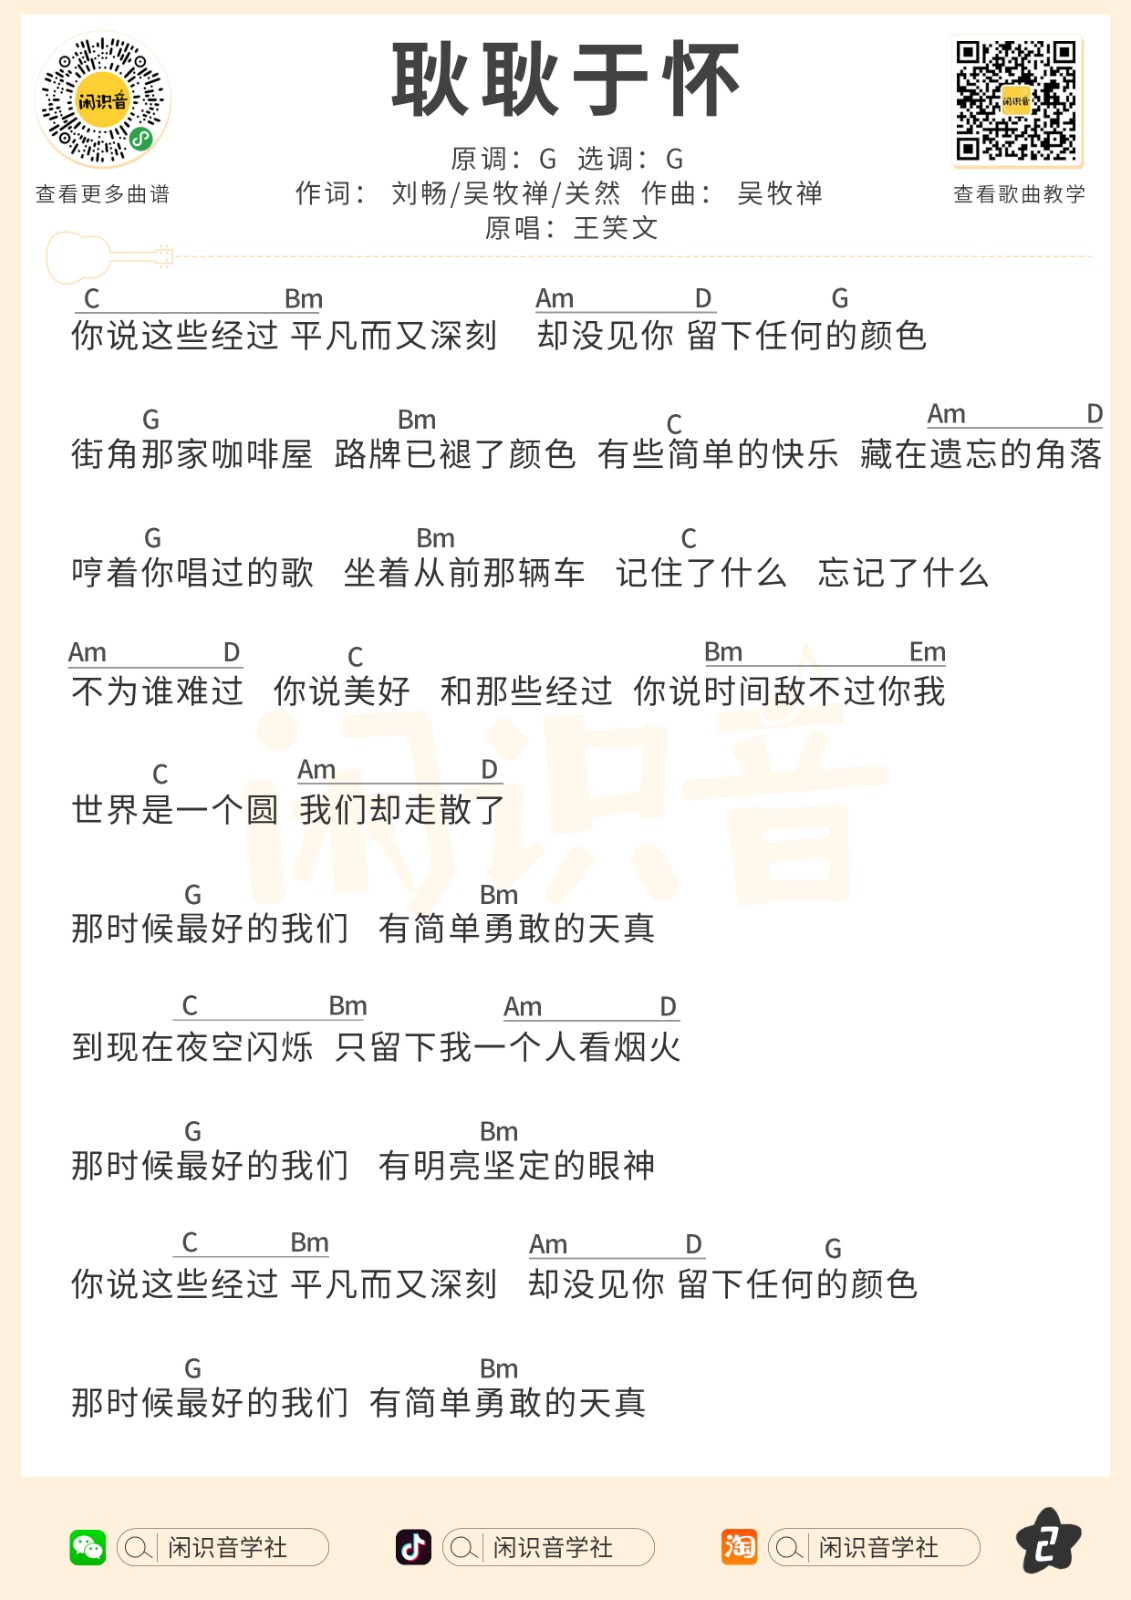 耿耿于怀
闲识音
闲识音
原调：G 选调：G
查看更多曲谱
作词： 刘畅/吴牧禅/关然 作曲： 吴牧禅
查看歌曲教学
原唱：王笑文
C Bm Am D G
你说这些经过 平凡而又深刻 却没见你 留下任何的颜色
G Bm C Am D
街角那家咖啡屋 路牌已褪了颜色 有些简单的快乐 藏在遗忘的角落
G Bm C
哼着你唱过的歌 坐着从前那辆车 记住了什么 忘记了什么
Am D C Bm Em
不为谁难过 你说美好 和那些经过 你说时间敌不过你我
C Am D
世界是一个圆 我们却走散了
闲识音
G Bm
那时候最好的我们 有简单勇敢的天真
C Bm Am D
到现在夜空闪烁 只留下我一个人看烟火
G Bm
那时候最好的我们 有明亮坚定的眼神
C Bm Am D G
你说这些经过 平凡而又深刻 却没见你 留下任何的颜色
G Bm
那时候最好的我们 有简单勇敢的天真
闲识音学社 闲识音学社 淘 闲识音学社 2